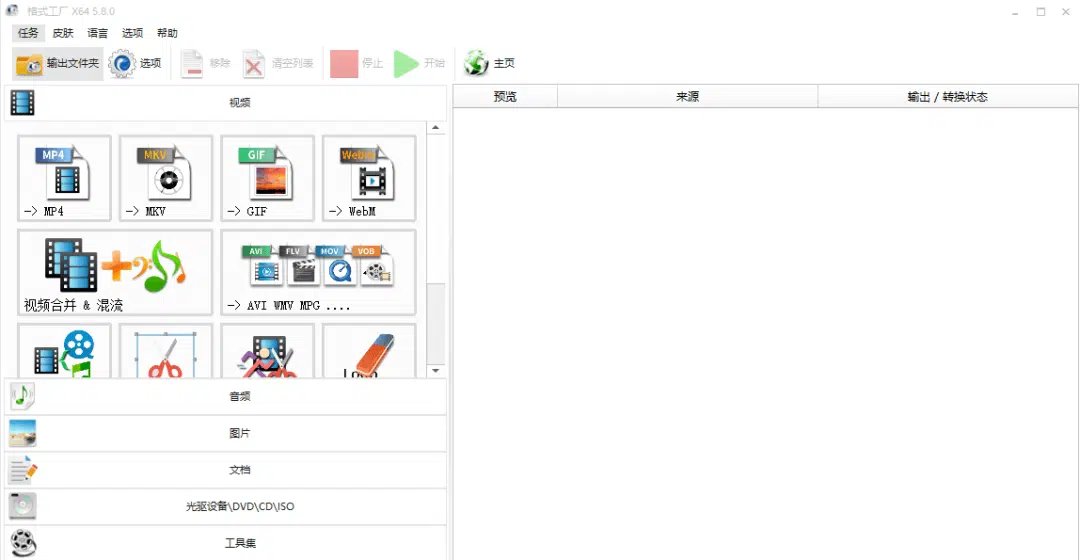 格式工厂 X64 5.8.0
任务 皮肤 语言 选项 帮助
输出文件夹 选项 移除 清空列表 停止 开始 主页
视频
预览 来源 输出 / 转换状态
MP4 MKV GIF WebM
-> MP4 -> MKV -> GIF -> WebM
AVI FLV MOV VOB
视频合并 & 混流 -> AVI WMV MPG ....
音频
图片
文档
光驱设备\DVD\CD\ISO
工具集